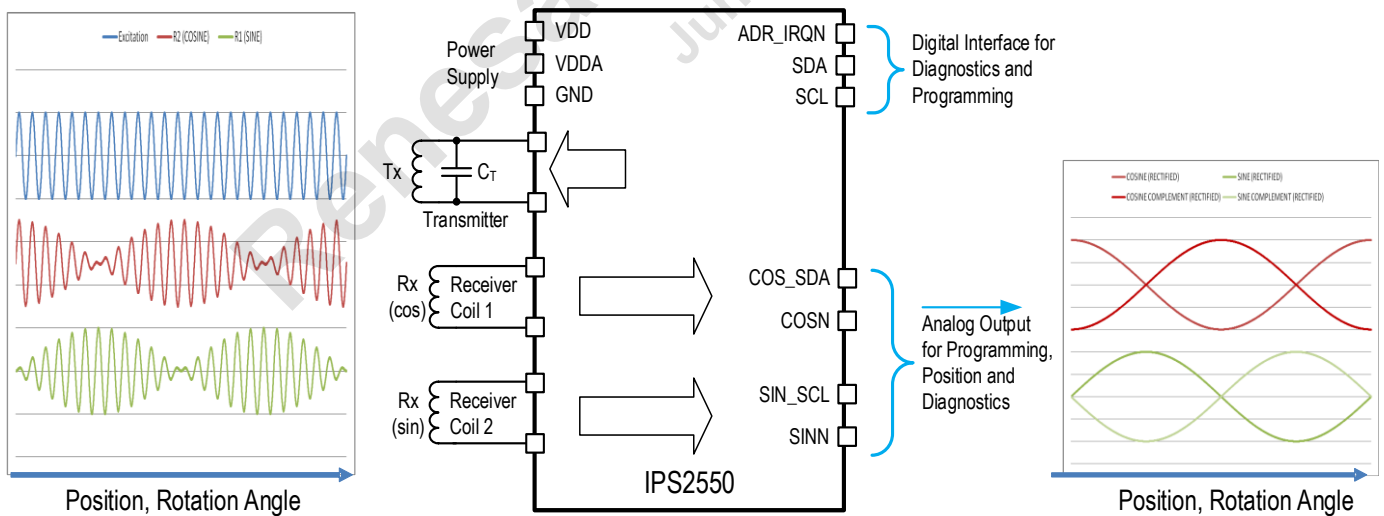 Excitation R2 (COSINE) R1 (SINE)
Position, Rotation Angle
Power
Supply
VDD
VDDA
GND
Tx
CT
Transmitter
Rx
(cos)
Receiver
Coil 1
Rx
(sin)
Receiver
Coil 2
IPS2550
ADR_IRQN
SDA
SCL
Digital Interface for
Diagnostics and
Programming
COS_SDA
COSN
SIN_SCL
SINN
Analog Output
for Programming,
Position and
Diagnostics
COSINE (RECTIFIED) SINE (RECTIFIED)
COSINE COMPLEMENT (RECTIFIED) SINE COMPLEMENT (RECTIFIED)
Position, Rotation Angle